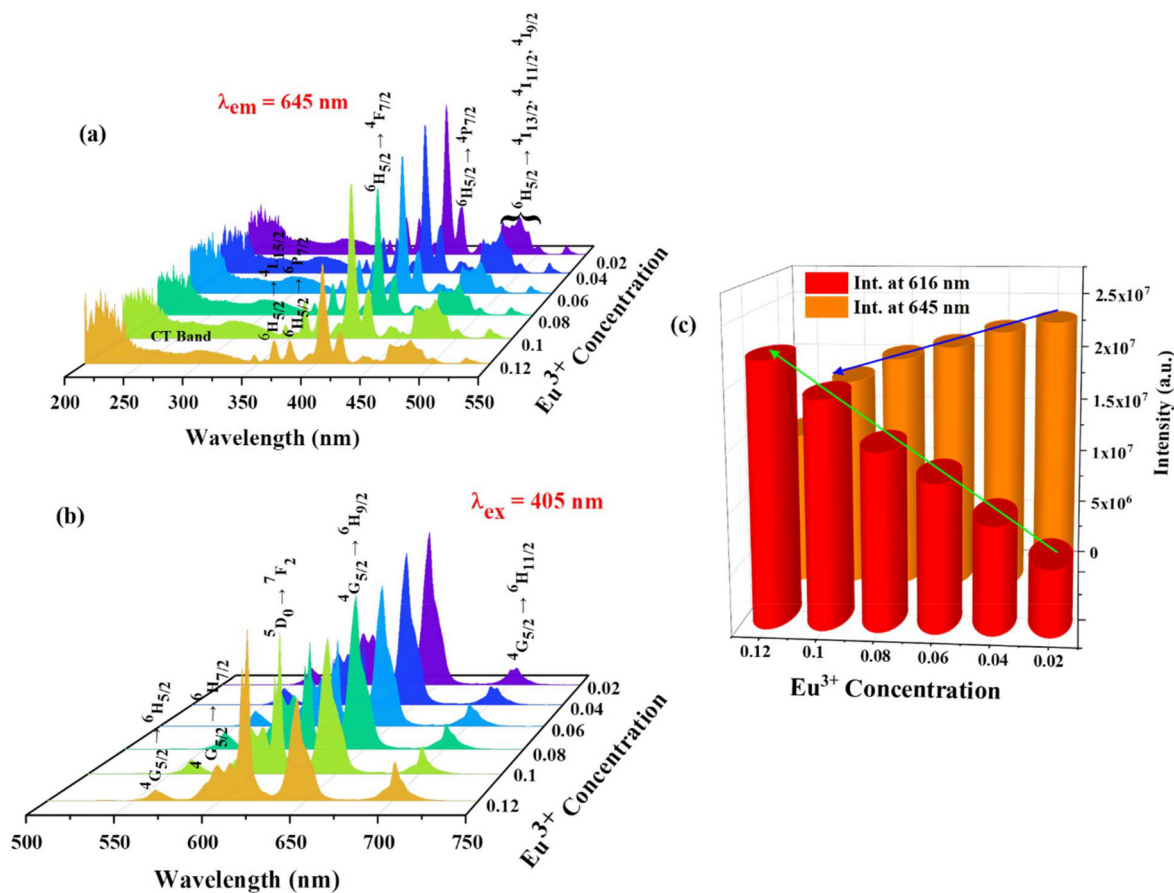 (a)
λem = 645 nm
⁶H5/2 → ⁴I15/2
⁶H5/2 → ⁶P7/2
⁶H5/2 → ⁴F7/2
⁶H5/2 → ⁴P7/2
⁶H5/2 → ⁴I13/2, ⁴I11/2, ⁴I9/2
CT Band
0.02
0.04
0.06
0.08
0.1
0.12
Eu³⁺ Concentration
200 250 300 350 400 450 500 550
Wavelength (nm)
(b)
λex = 405 nm
⁴G5/2 → ⁶H5/2
⁴G5/2 → ⁶H7/2
⁵D0 → ⁷F2
⁴G5/2 → ⁶H9/2
⁴G5/2 → ⁶H11/2
0.02
0.04
0.06
0.08
0.1
0.12
Eu³⁺ Concentration
500 550 600 650 700 750
Wavelength (nm)
(c)
Int. at 616 nm
Int. at 645 nm
2.5x10⁷
2x10⁷
1.5x10⁷
1x10⁷
5x10⁶
0
Intensity (a.u.)
0.12 0.1 0.08 0.06 0.04 0.02
Eu³⁺ Concentration